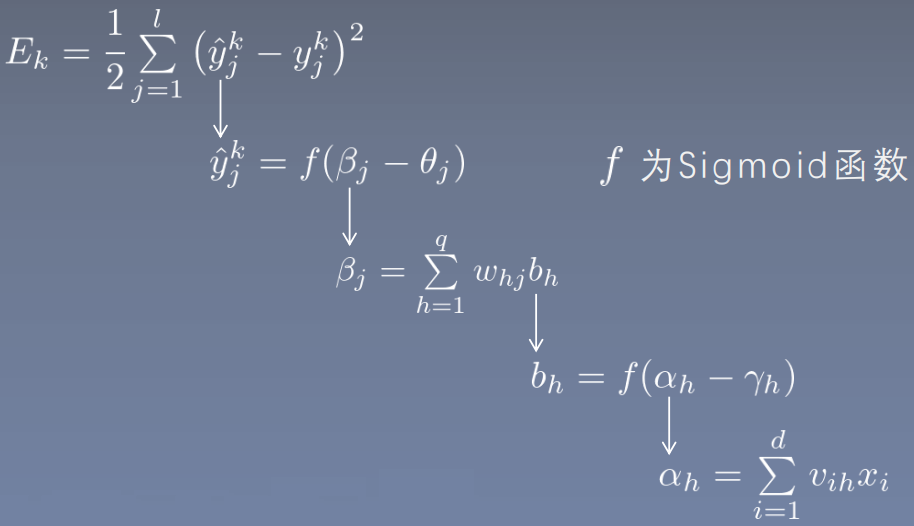 $E_k = \frac{1}{2} \sum_{j=1}^{l} \left( \hat{y}_j^k - y_j^k \right)^2$
$\hat{y}_j^k = f(\beta_j - \theta_j)$ $f$ 为Sigmoid函数
$\beta_j = \sum_{h=1}^{q} w_{hj} b_h$
$b_h = f(\alpha_h - \gamma_h)$
$\alpha_h = \sum_{i=1}^{d} v_{ih} x_i$